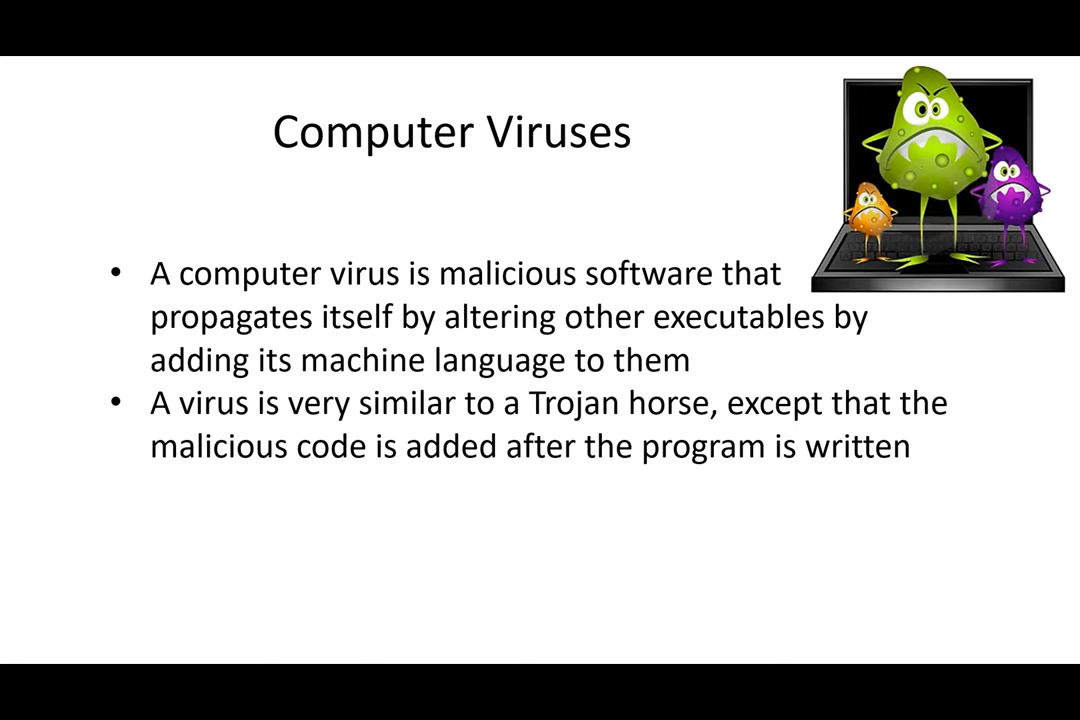 Computer Viruses
• A computer virus is malicious software that
propagates itself by altering other executables by
adding its machine language to them
• A virus is very similar to a Trojan horse, except that the
malicious code is added after the program is written